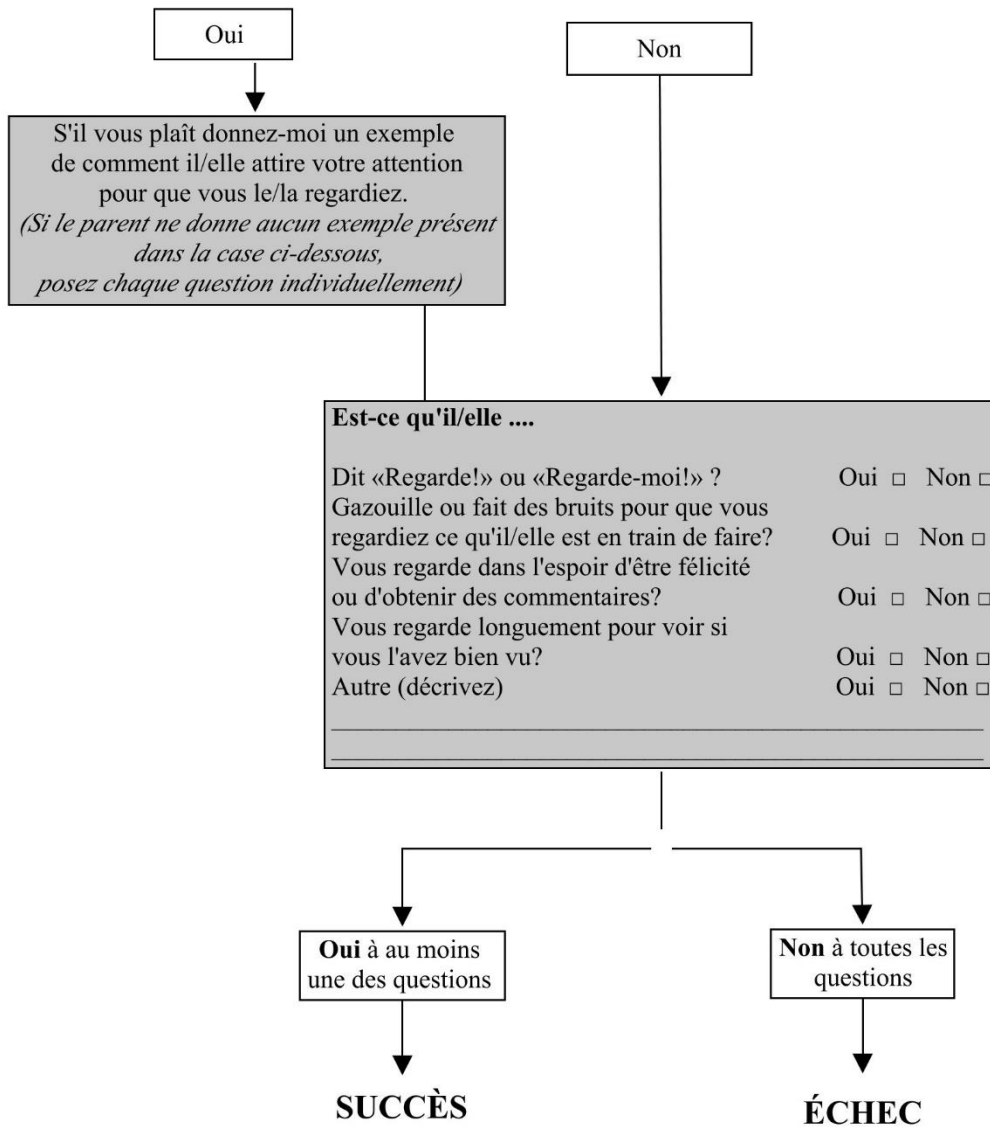 Oui
Non
S'il vous plaît donnez-moi un exemple
de comment il/elle attire votre attention
pour que vous le/la regardiez.
(Si le parent ne donne aucun exemple présent
dans la case ci-dessous,
posez chaque question individuellement)
Est-ce qu'il/elle ....
Dit «Regarde!» ou «Regarde-moi!» ? Oui □ Non □
Gazouille ou fait des bruits pour que vous
regardiez ce qu'il/elle est en train de faire? Oui □ Non □
Vous regarde dans l'espoir d'être félicité
ou d'obtenir des commentaires? Oui □ Non □
Vous regarde longuement pour voir si
vous l'avez bien vu? Oui □ Non □
Autre (décrivez) Oui □ Non □
Oui à au moins
une des questions
Non à toutes les
questions
SUCCÈS
ÉCHEC